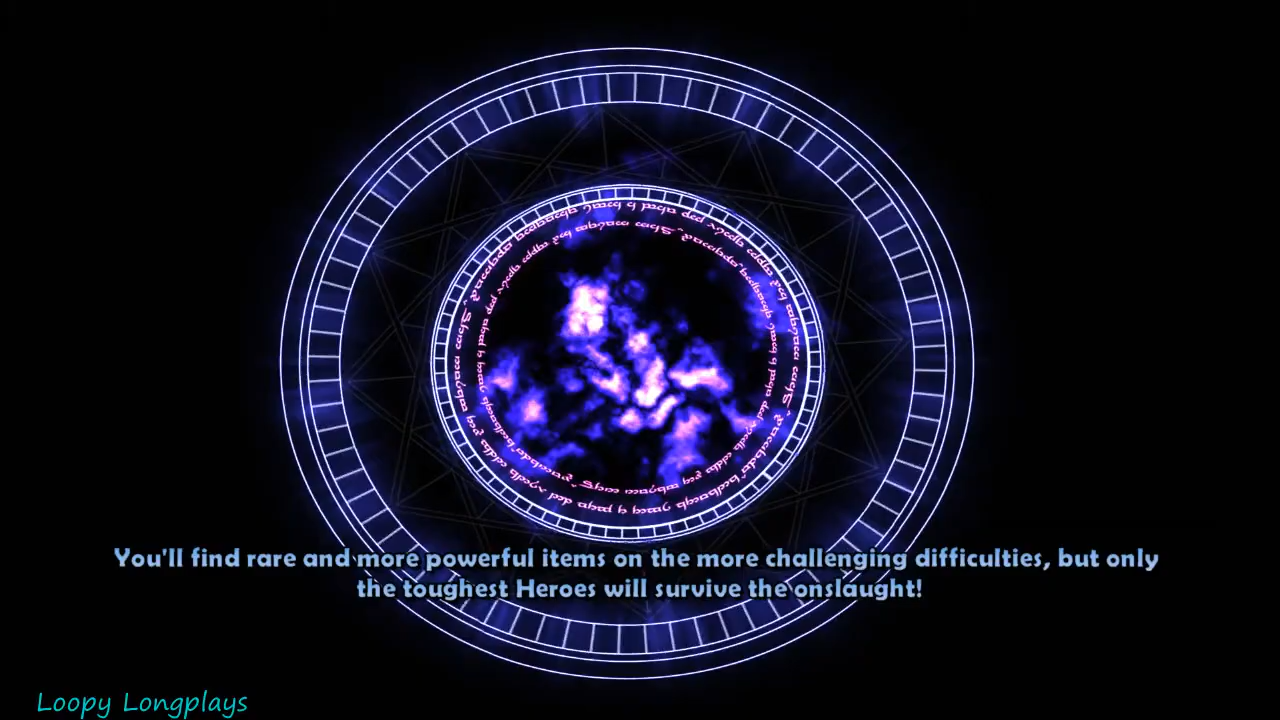 You'll find rare and more powerful items on the more challenging difficulties, but only
the toughest Heroes will survive the onslaught!
Loopy Longplays